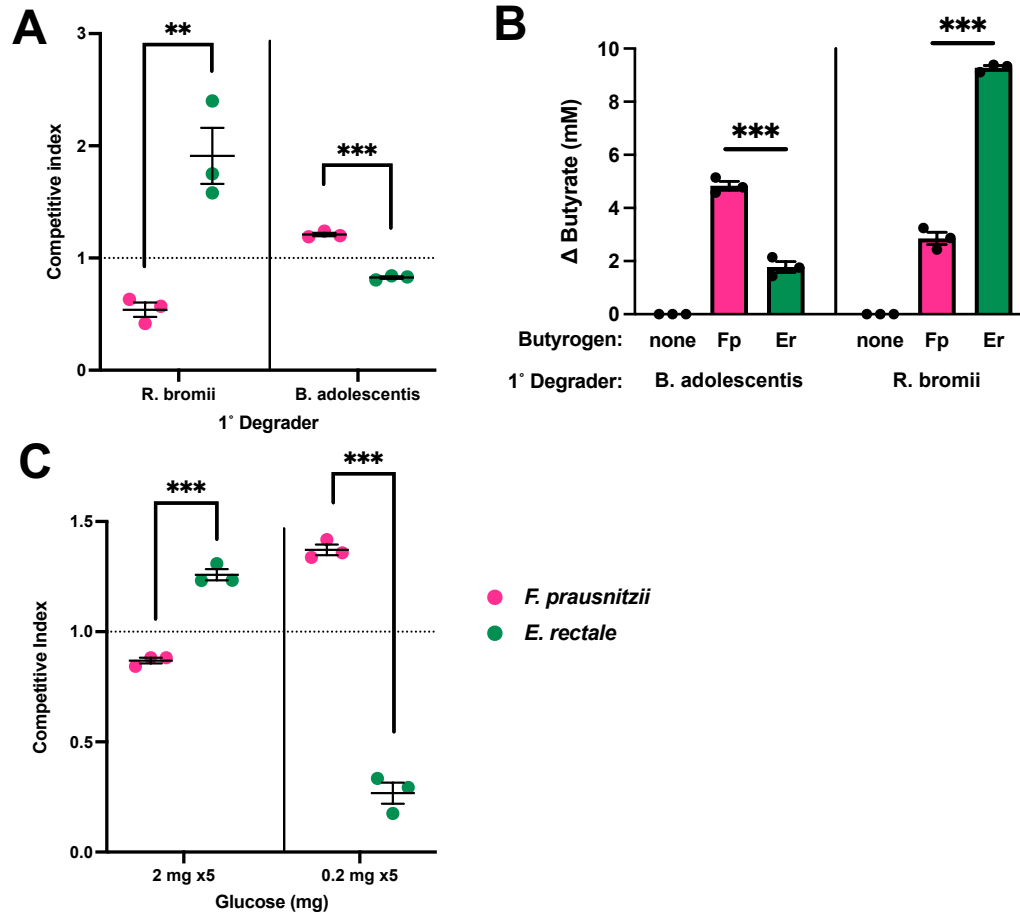 A
**
***
3
2
1
0
Competitive index
R. bromii
B. adolescentis
1˚ Degrader
B
***
***
10
8
6
4
2
0
Δ Butyrate (mM)
Butyrogen:
none
Fp
Er
none
Fp
Er
1˚ Degrader:
B. adolescentis
R. bromii
C
***
***
1.5
1.0
0.5
0.0
Competitive Index
2 mg x5
0.2 mg x5
Glucose (mg)
F. prausnitzii
E. rectale